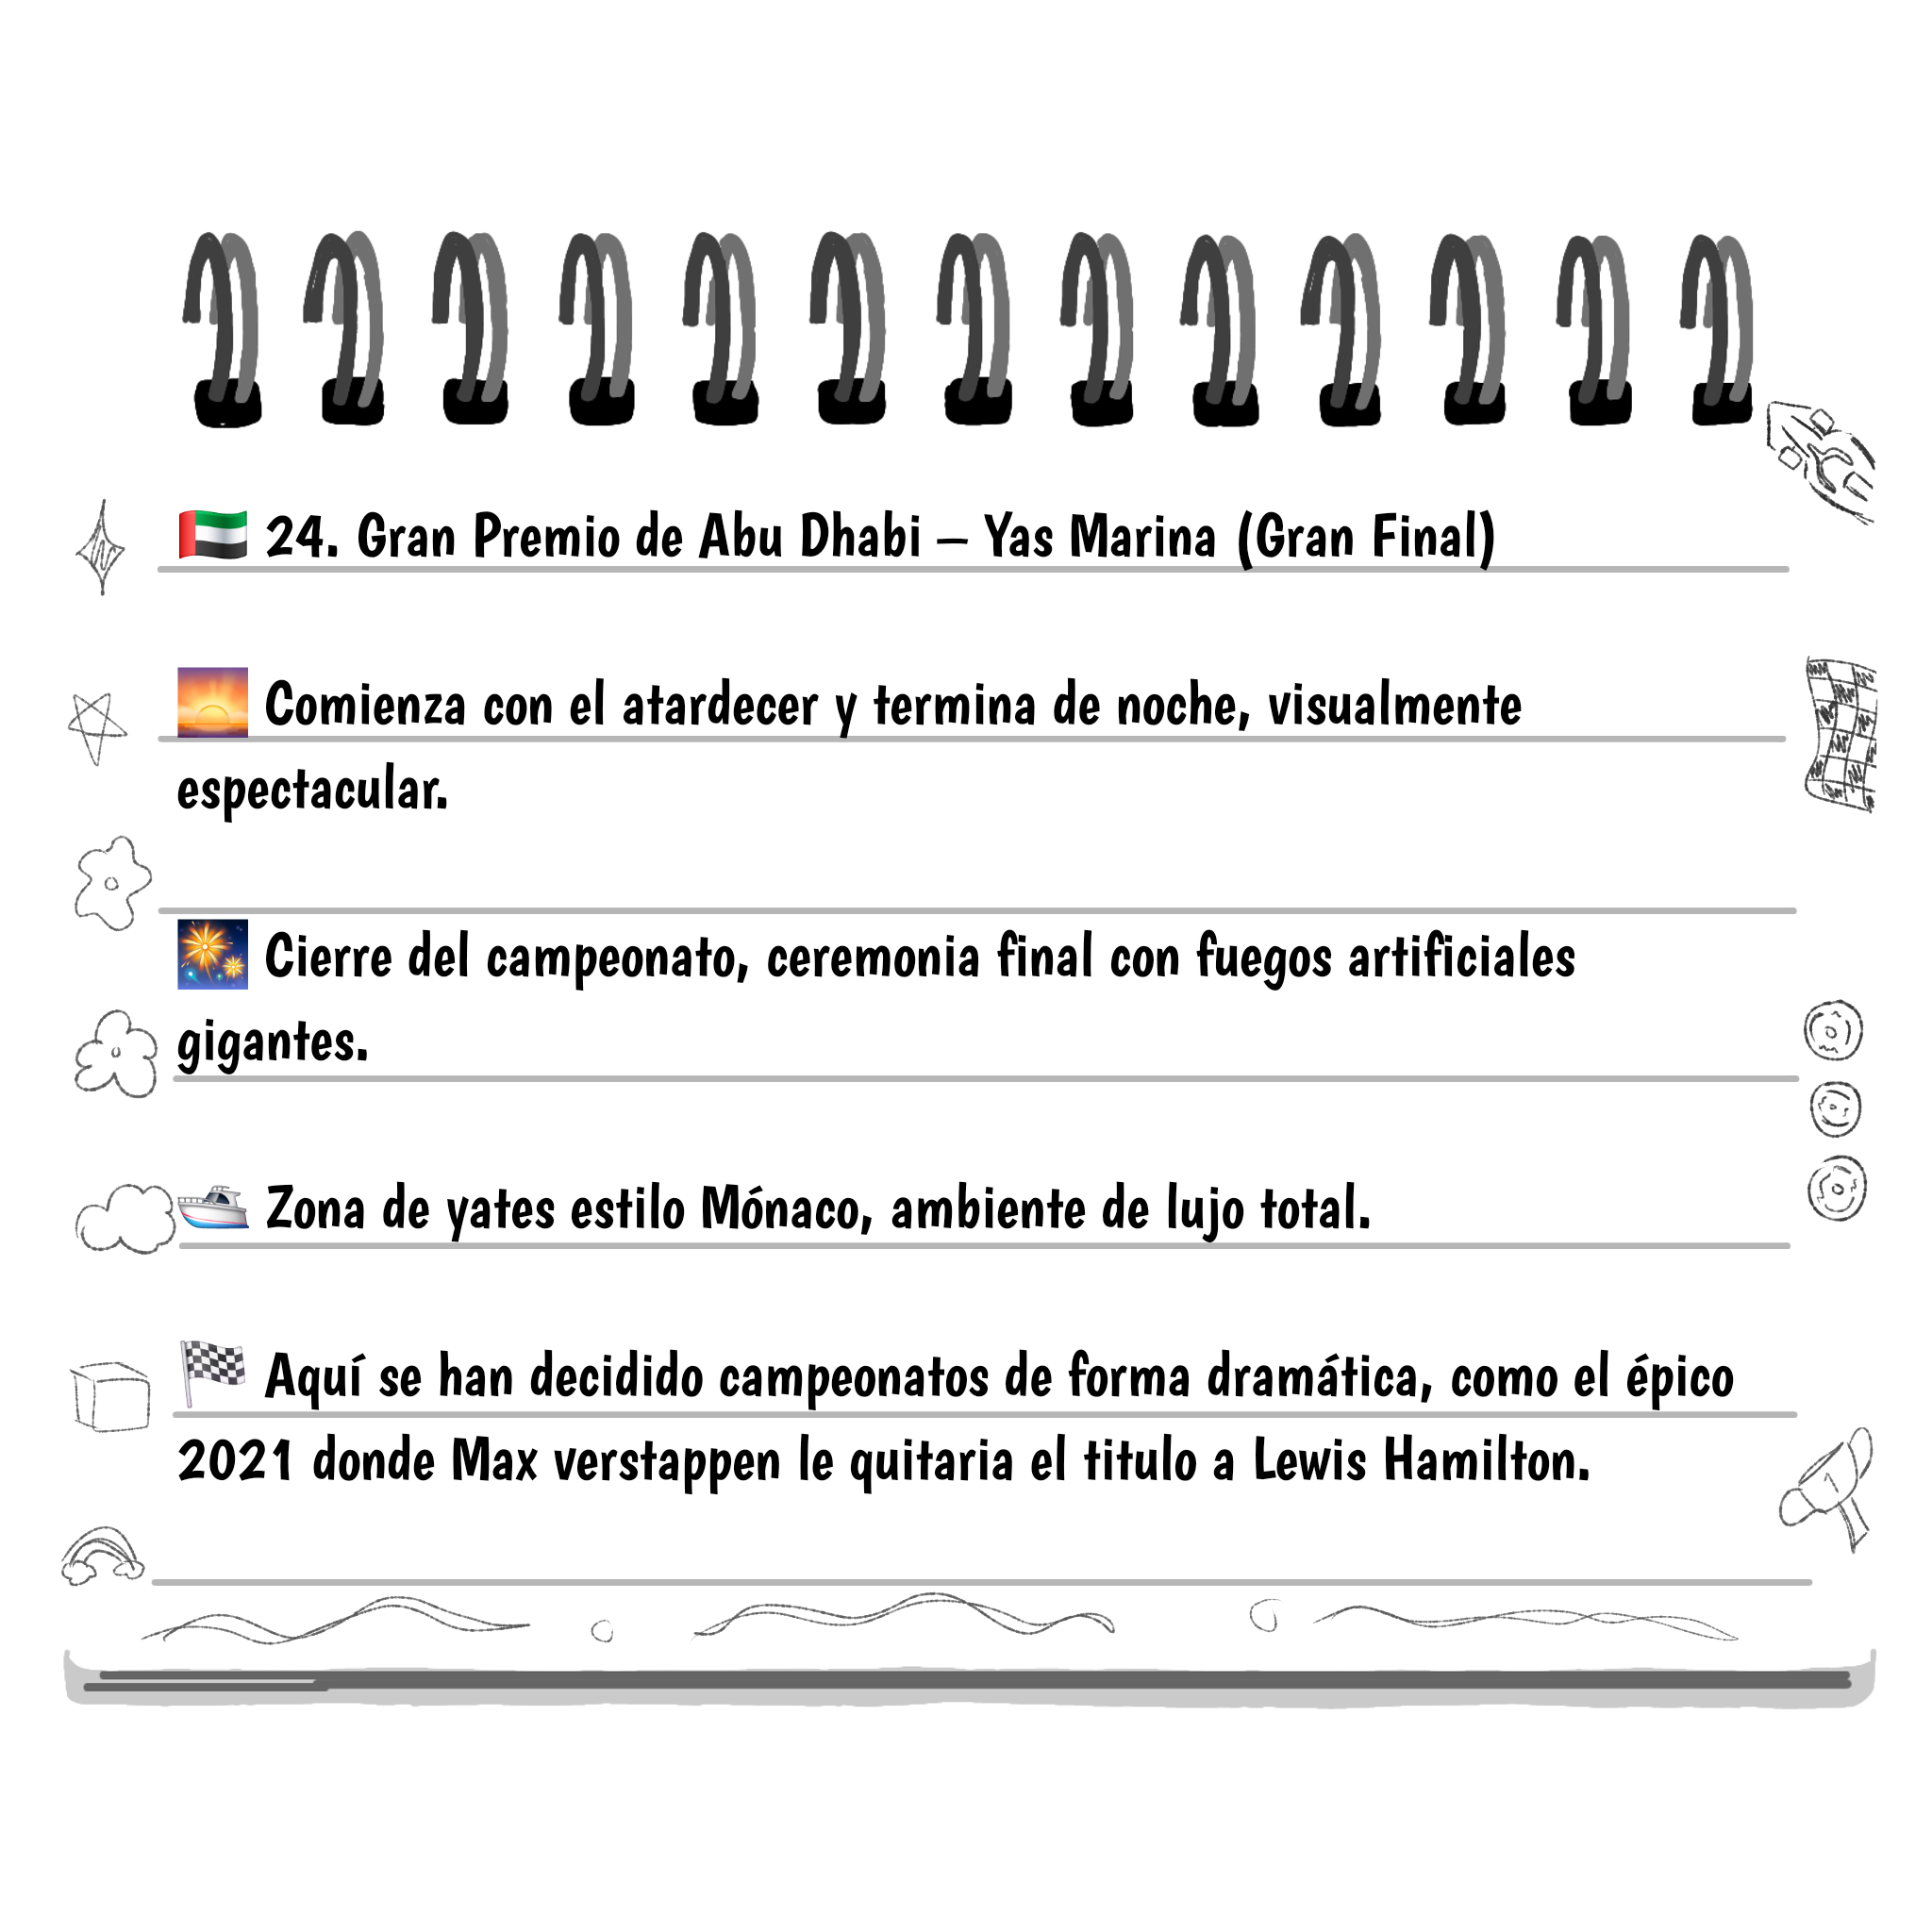 🇦🇪 24. Gran Premio de Abu Dhabi – Yas Marina (Gran Final)
🌅 Comienza con el atardecer y termina de noche, visualmente
espectacular.
🎆 Cierre del campeonato, ceremonia final con fuegos artificiales
gigantes.
🛥️ Zona de yates estilo Mónaco, ambiente de lujo total.
🏁 Aquí se han decidido campeonatos de forma dramática, como el épico
2021 donde Max verstappen le quitaria el titulo a Lewis Hamilton.